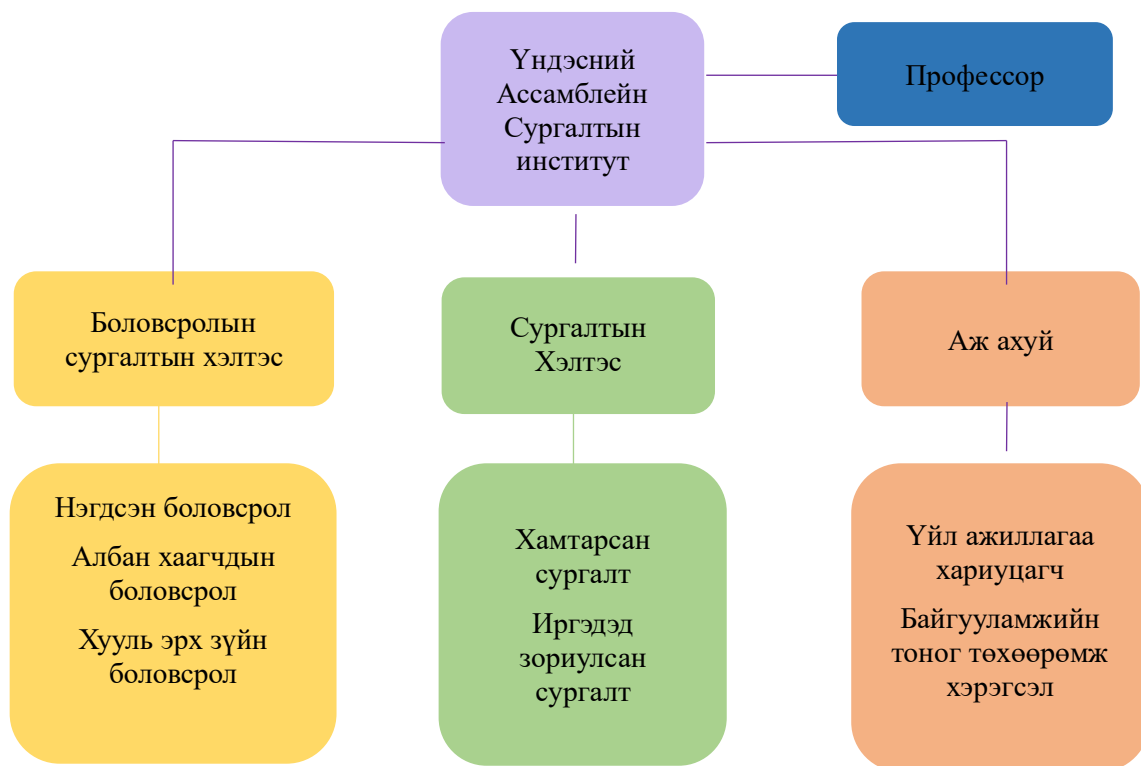 Үндэсний
Ассамблейн
Сургалтын
институт
Профессор
Боловсролын
сургалтын хэлтэс
Сургалтын
Хэлтэс
Аж ахуй
Нэгдсэн боловсрол
Албан хаагчдын
боловсрол
Хууль эрх зүйн
боловсрол
Хамтарсан
сургалт
Иргэдэд
зориулсан
сургалт
Үйл ажиллагаа
хариуцагч
Байгууламжийн
тоног төхөөрөмж
хэрэгсэл